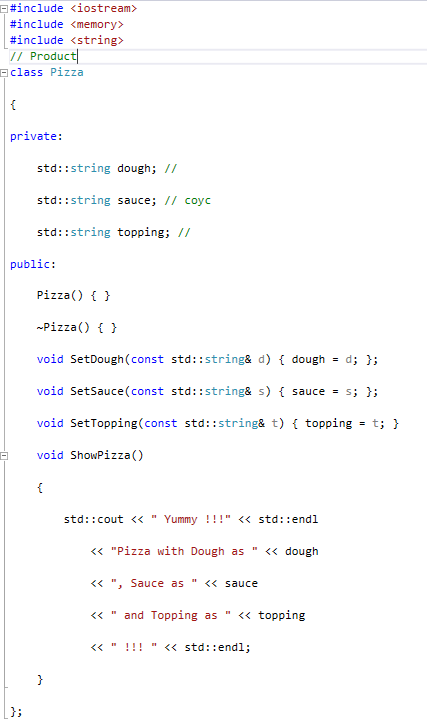 #include <iostream>
#include <memory>
#include <string>
// Product
class Pizza
{
private:
    std::string dough; //
    std::string sauce; // coyc
    std::string topping; //
public:
    Pizza() { }
    ~Pizza() { }
    void SetDough(const std::string& d) { dough = d; };
    void SetSauce(const std::string& s) { sauce = s; };
    void SetTopping(const std::string& t) { topping = t; }
    void ShowPizza()
    {
        std::cout << " Yummy !!!" << std::endl
            << "Pizza with Dough as " << dough
            << ", Sauce as " << sauce
            << " and Topping as " << topping
            << " !!! " << std::endl;
    }
};